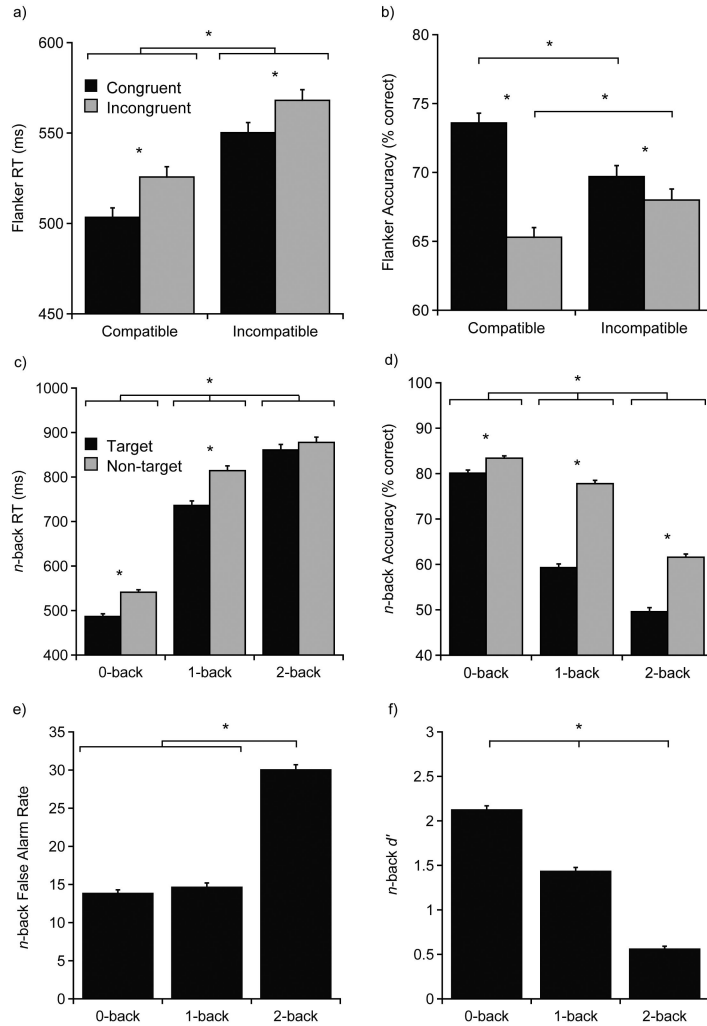 a)
*
600
Flanker RT (ms)
Congruent
Incongruent
*
*
550
500
450
Compatible
Incompatible
b)
80
Flanker Accuracy (% correct)
*
*
*
*
75
70
65
60
Compatible
Incompatible
c)
*
1000
n-back RT (ms)
Target
Non-target
*
*
900
800
700
600
500
400
0-back
1-back
2-back
d)
*
100
n-back Accuracy (% correct)
*
*
*
90
80
70
60
50
40
0-back
1-back
2-back
e)
*
35
n-back False Alarm Rate
30
25
20
15
10
5
0
0-back
1-back
2-back
f)
*
3
n-back d'
2.5
2
1.5
1
0.5
0
0-back
1-back
2-back